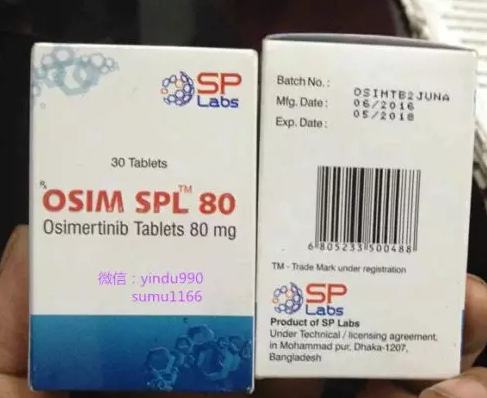 SP
Labs
30 Tablets
OSIM SPL™ 80
Osimertinib Tablets 80 mg
微信：yindu990
sumu1166
Batch No. : OSIMTB2JUNA
Mfg. Date : 06/2016
Exp. Date : 05/2018
6 805233 500488
TM - Trade Mark under registration
SP
Labs
Product of SP Labs
Under Technical / licensing agreement,
in Mohammad pur, Dhaka-1207,
Bangladesh